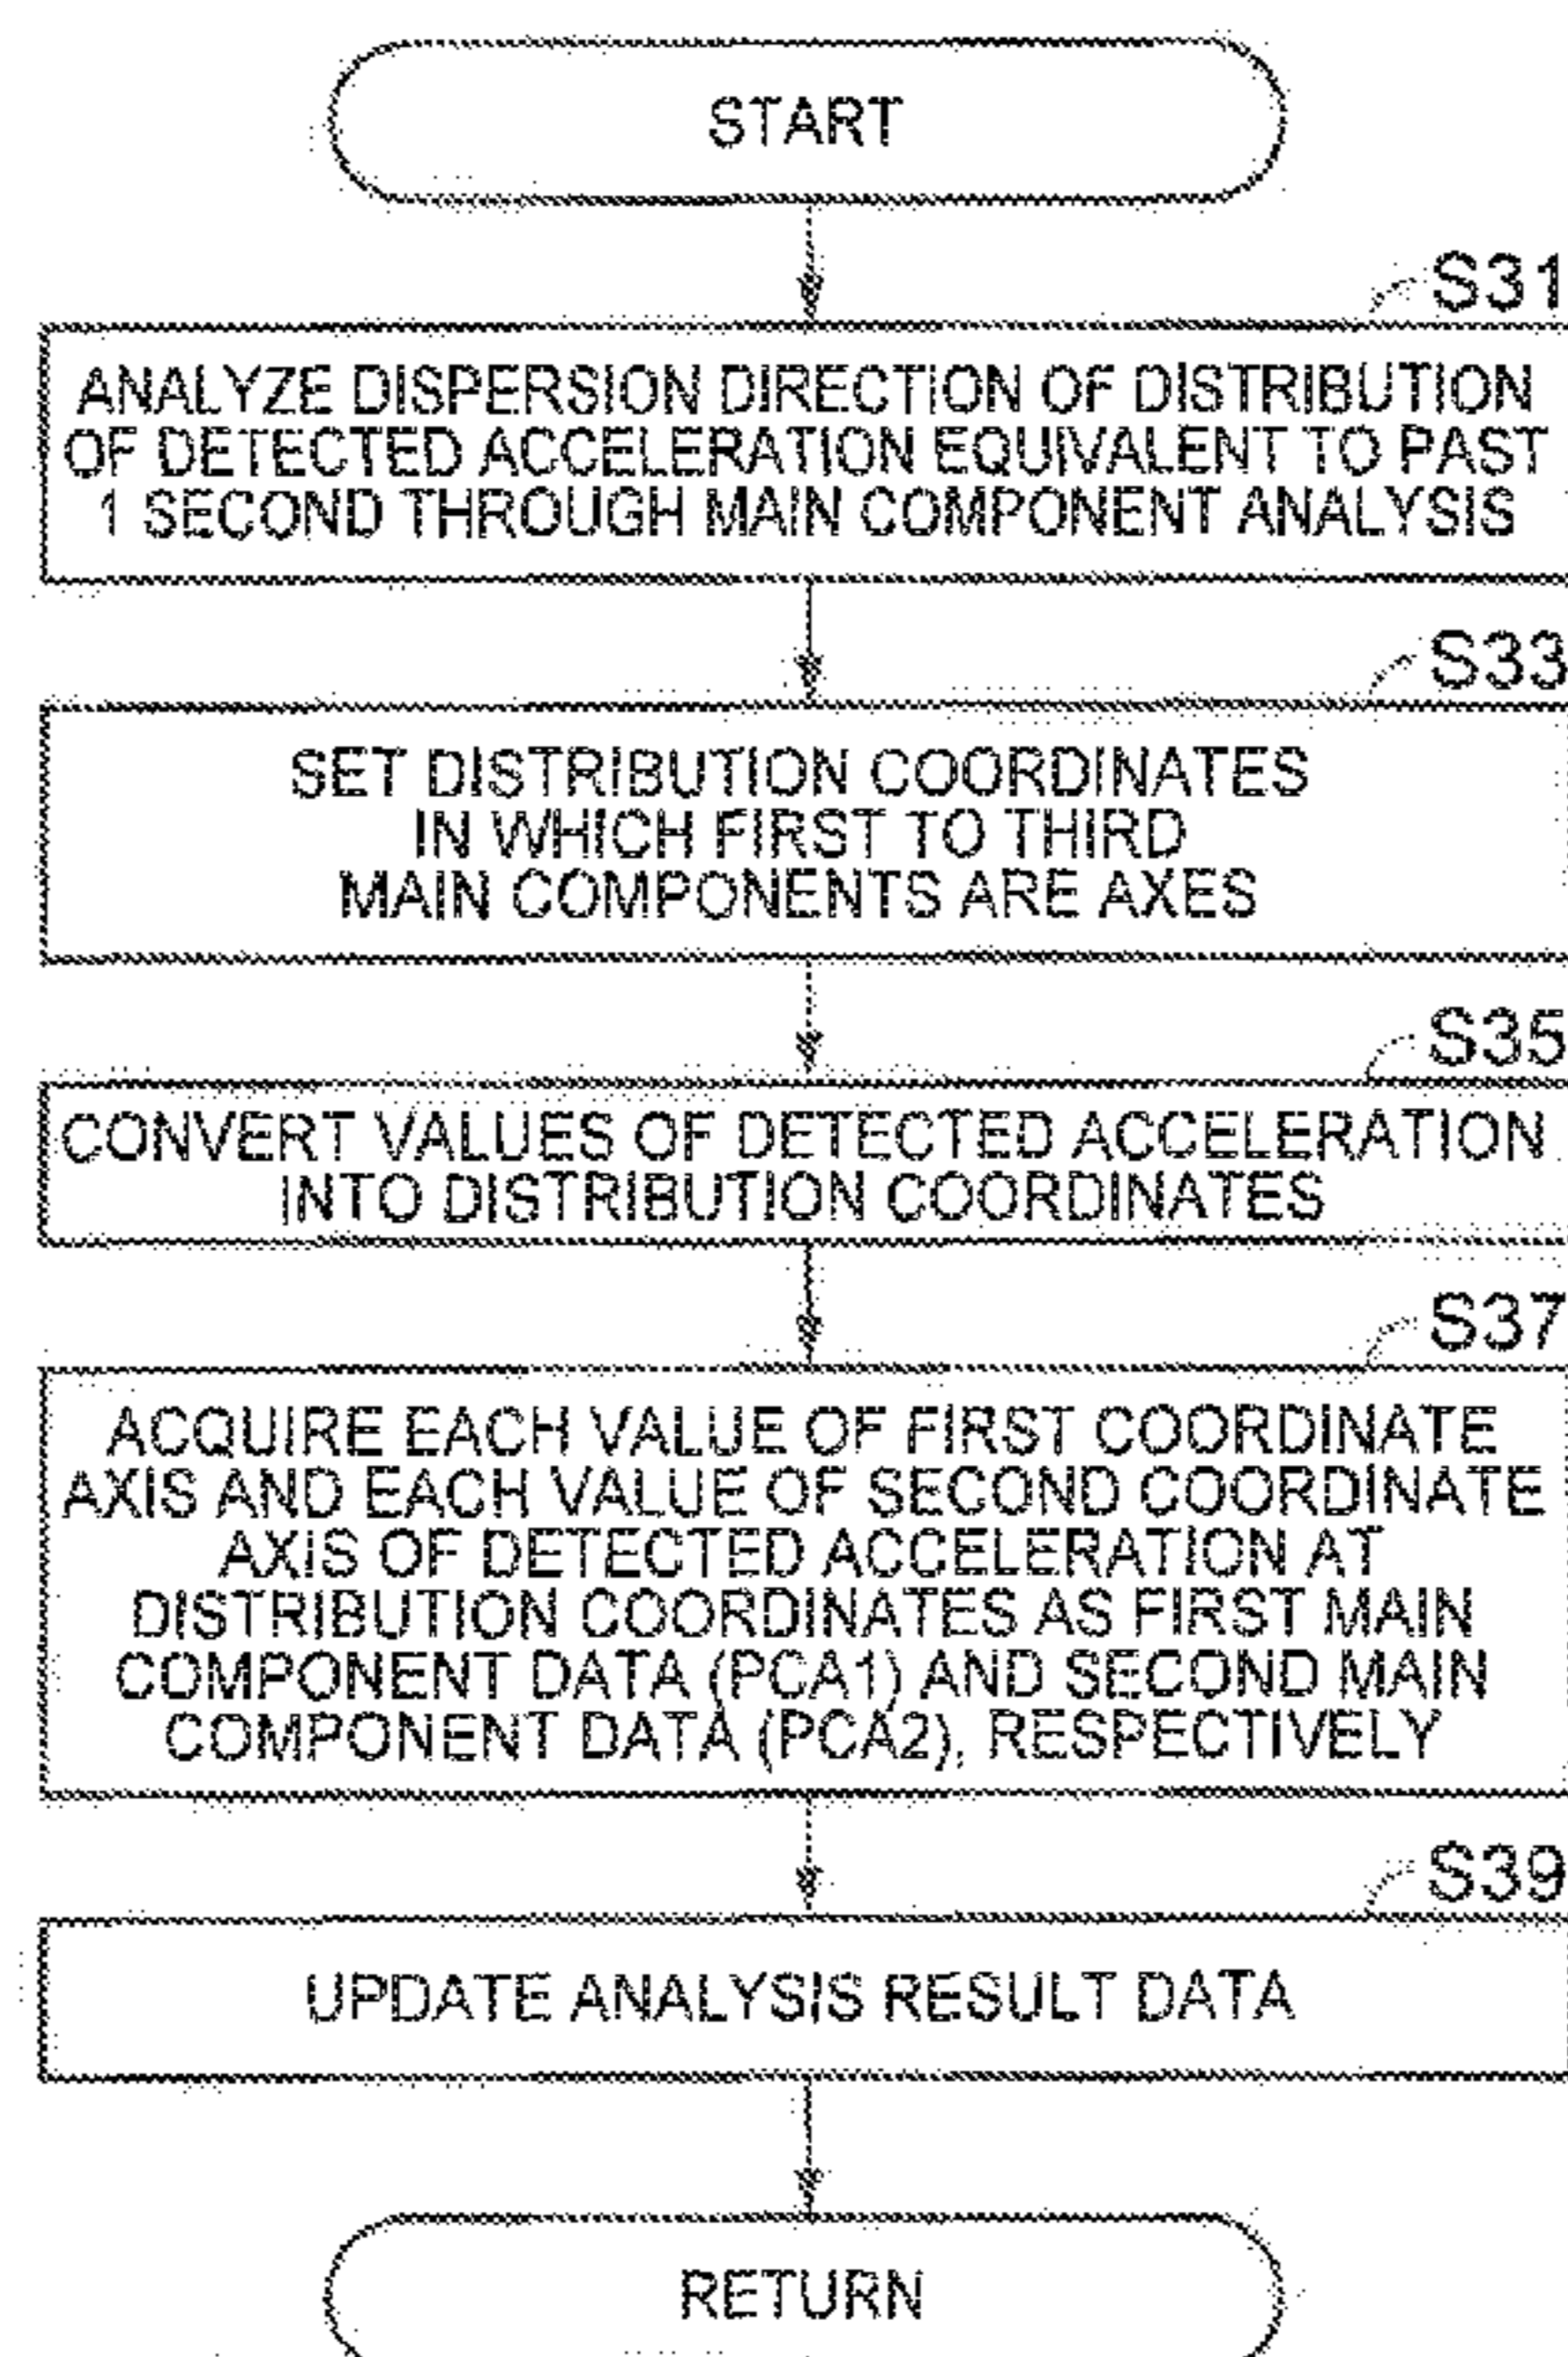 START
S31
ANALYZE DISPERSION DIRECTION OF DISTRIBUTION
OF DETECTED ACCELERATION EQUIVALENT TO PAST
1 SECOND THROUGH MAIN COMPONENT ANALYSIS
S33
SET DISTRIBUTION COORDINATES
IN WHICH FIRST TO THIRD
MAIN COMPONENTS ARE AXES
S35
CONVERT VALUES OF DETECTED ACCELERATION
INTO DISTRIBUTION COORDINATES
S37
ACQUIRE EACH VALUE OF FIRST COORDINATE
AXIS AND EACH VALUE OF SECOND COORDINATE
AXIS OF DETECTED ACCELERATION AT
DISTRIBUTION COORDINATES AS FIRST MAIN
COMPONENT DATA (PCA1) AND SECOND MAIN
COMPONENT DATA (PCA2), RESPECTIVELY
S39
UPDATE ANALYSIS RESULT DATA
RETURN